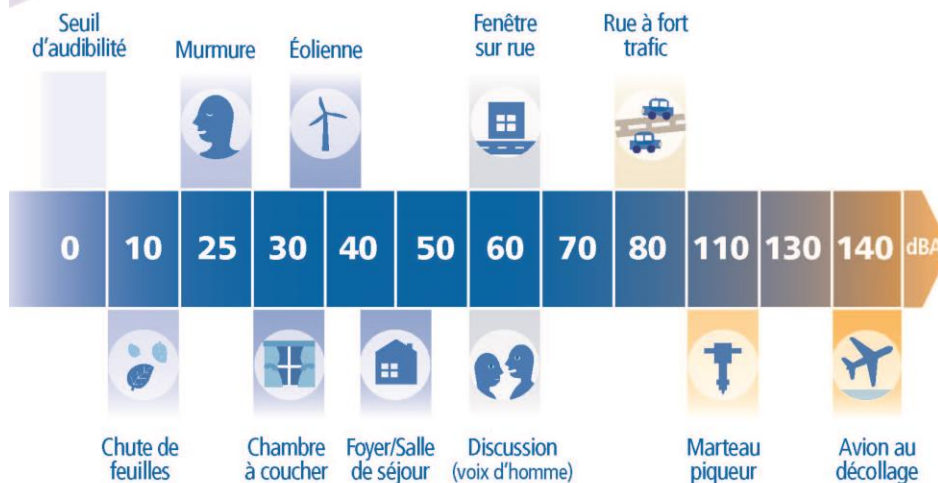 Seuil
d'audibilité
Murmure
Éolienne
Fenêtre
sur rue
Rue à fort
trafic
0 10 25 30 40 50 60 70 80 110 130 140 dBA
Chute de
feuilles
Chambre
à coucher
Foyer/Salle
de séjour
Discussion
(voix d'homme)
Marteau
piqueur
Avion au
décollage